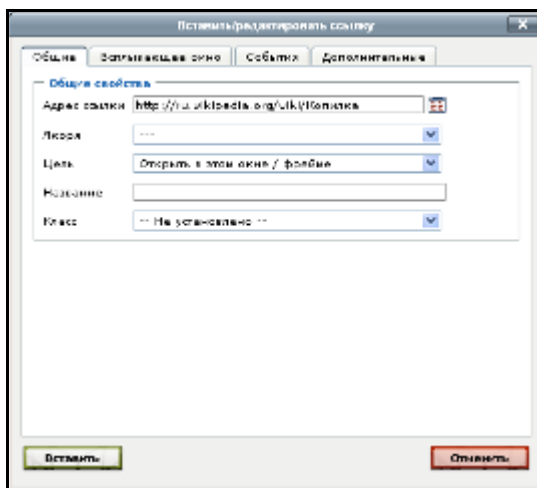 Вставить/редактировать ссылку
Общие Всплывающее окно События Дополнительные
Общие свойства
Адрес ссылки http://ru.wikipedia.org/wiki/Копилка
Якоря ---
Цель Открыть в этом окне / фрейме
Название
Класс -- Не установлено --
Вставить Отменить